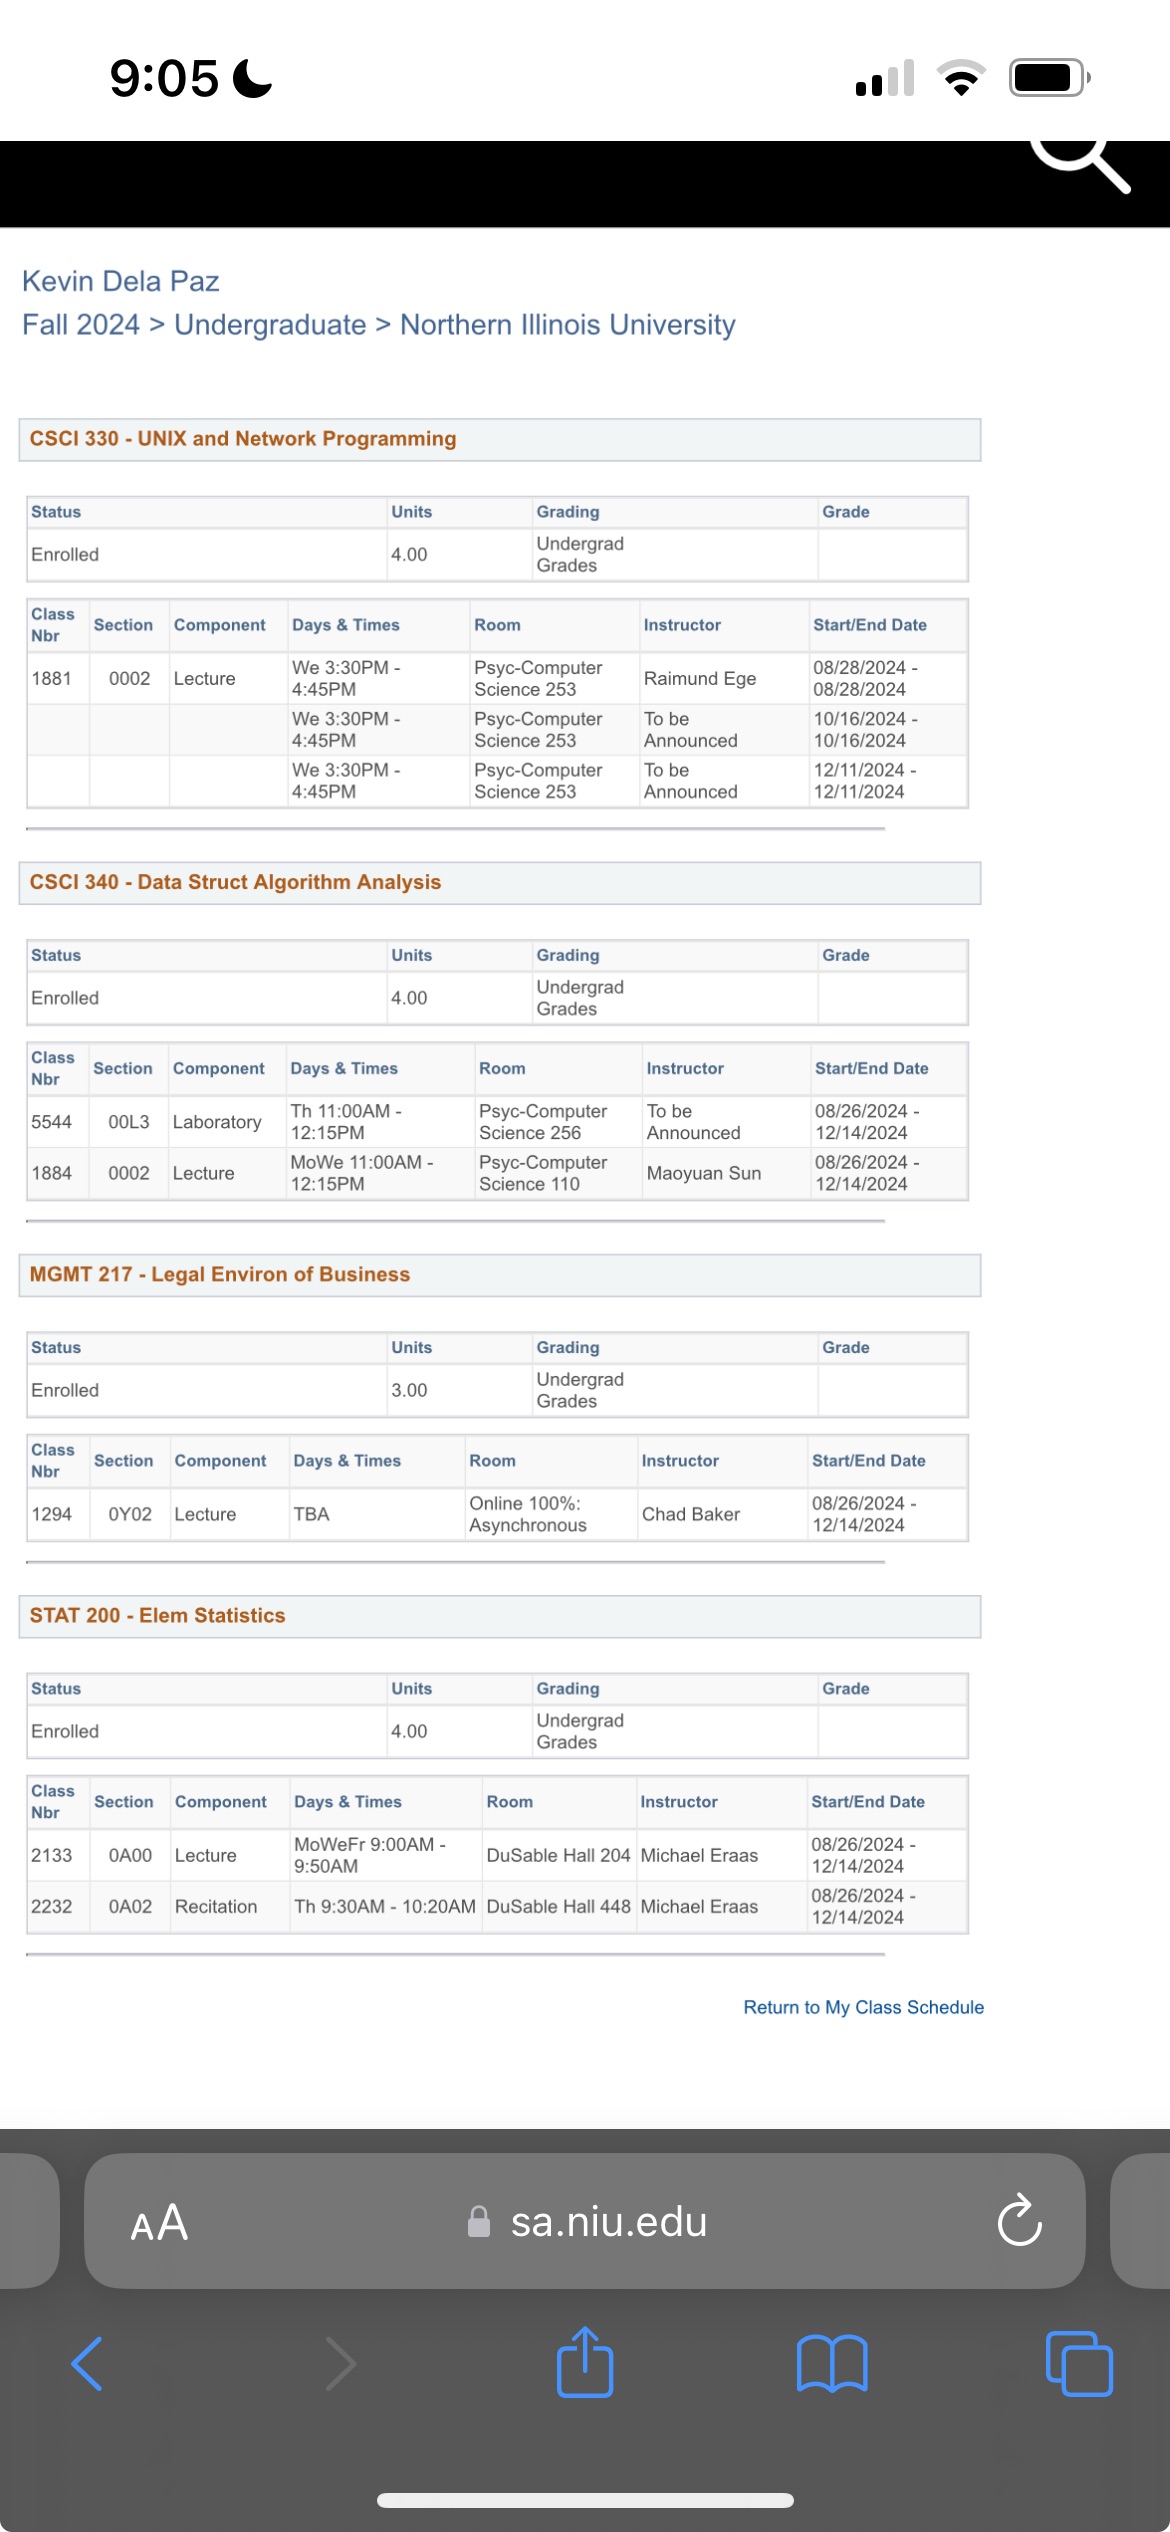 9:05
Kevin Dela Paz
Fall 2024 > Undergraduate > Northern Illinois University
CSCI 330 - UNIX and Network Programming
Status Units Grading Grade
Enrolled 4.00 Undergrad Grades
Class Nbr Section Component Days & Times Room Instructor Start/End Date
1881 0002 Lecture We 3:30PM - 4:45PM Psyc-Computer Science 253 Raimund Ege 08/28/2024 - 08/28/2024
We 3:30PM - 4:45PM Psyc-Computer Science 253 To be Announced 10/16/2024 - 10/16/2024
We 3:30PM - 4:45PM Psyc-Computer Science 253 To be Announced 12/11/2024 - 12/11/2024
CSCI 340 - Data Struct Algorithm Analysis
Status Units Grading Grade
Enrolled 4.00 Undergrad Grades
Class Nbr Section Component Days & Times Room Instructor Start/End Date
5544 00L3 Laboratory Th 11:00AM - 12:15PM Psyc-Computer Science 256 To be Announced 08/26/2024 - 12/14/2024
1884 0002 Lecture MoWe 11:00AM - 12:15PM Psyc-Computer Science 110 Maoyuan Sun 08/26/2024 - 12/14/2024
MGMT 217 - Legal Environ of Business
Status Units Grading Grade
Enrolled 3.00 Undergrad Grades
Class Nbr Section Component Days & Times Room Instructor Start/End Date
1294 0Y02 Lecture TBA Online 100%: Asynchronous Chad Baker 08/26/2024 - 12/14/2024
STAT 200 - Elem Statistics
Status Units Grading Grade
Enrolled 4.00 Undergrad Grades
Class Nbr Section Component Days & Times Room Instructor Start/End Date
2133 0A00 Lecture MoWeFr 9:00AM - 9:50AM DuSable Hall 204 Michael Eraas 08/26/2024 - 12/14/2024
2232 0A02 Recitation Th 9:30AM - 10:20AM DuSable Hall 448 Michael Eraas 08/26/2024 - 12/14/2024
Return to My Class Schedule
AA sa.niu.edu